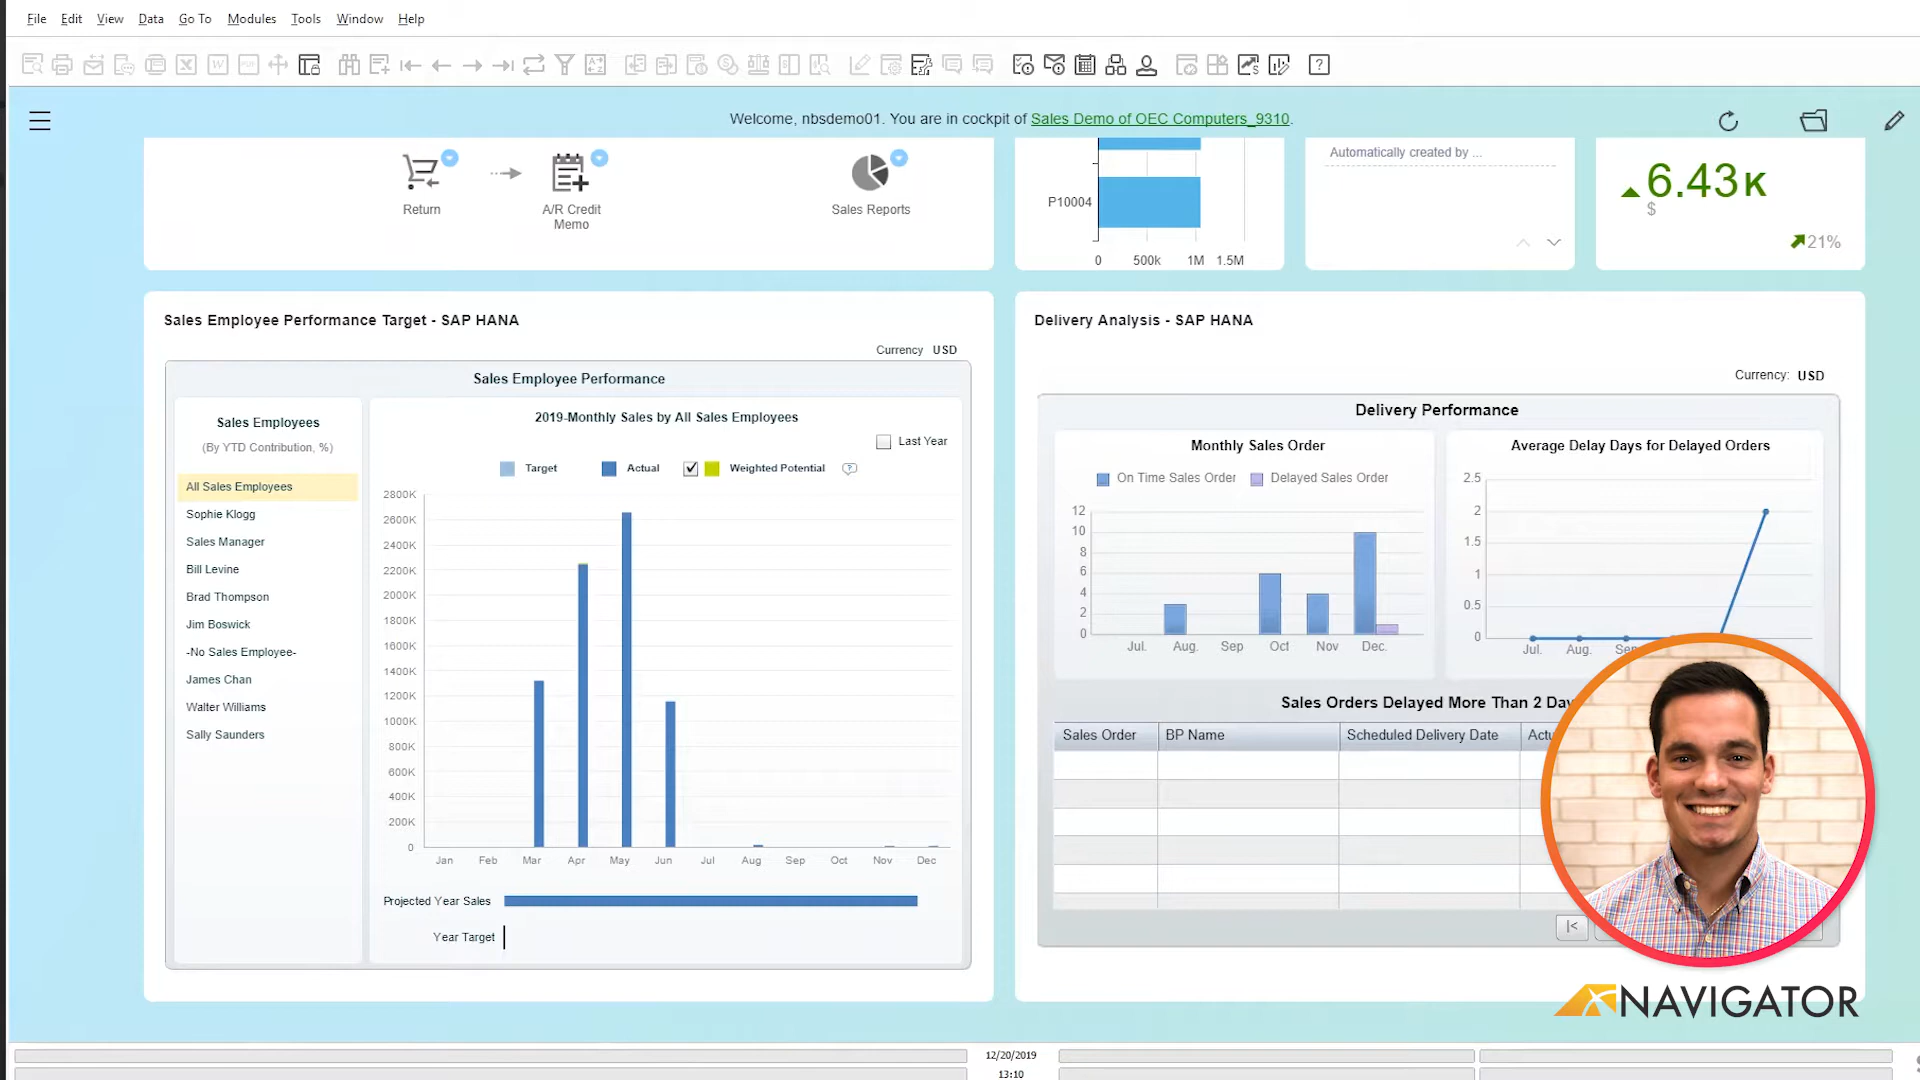 File Edit View Data Go To Modules Tools Window Help
Welcome, nbsdemo01. You are in cockpit of Sales Demo of OEC Computers_9310.
Return
A/R Credit
Memo
Sales Reports
P10004
0 500k 1M 1.5M
Automatically created by ...
6.43K
$
21%
Sales Employee Performance Target - SAP HANA
Currency USD
Sales Employee Performance
Sales Employees
(By YTD Contribution, %)
All Sales Employees
Sophie Klogg
Sales Manager
Bill Levine
Brad Thompson
Jim Boswick
-No Sales Employee-
James Chan
Walter Williams
Sally Saunders
2019-Monthly Sales by All Sales Employees
Last Year
Target Actual Weighted Potential
2800K
2600K
2400K
2200K
2000K
1800K
1600K
1400K
1200K
1000K
800K
600K
400K
200K
0
Jan Feb Mar Apr May Jun Jul Aug Sep Oct Nov Dec
Projected Year Sales
Year Target
Delivery Analysis - SAP HANA
Currency: USD
Delivery Performance
Monthly Sales Order
On Time Sales Order Delayed Sales Order
12
10
8
6
4
2
0
Jul. Aug. Sep Oct Nov Dec.
Average Delay Days for Delayed Orders
2.5
2
1.5
1
0.5
0
Jul. Aug. Sep
Sales Orders Delayed More Than 2 Day
Sales Order BP Name Scheduled Delivery Date Actu
NAVIGATOR
12/20/2019
13:10